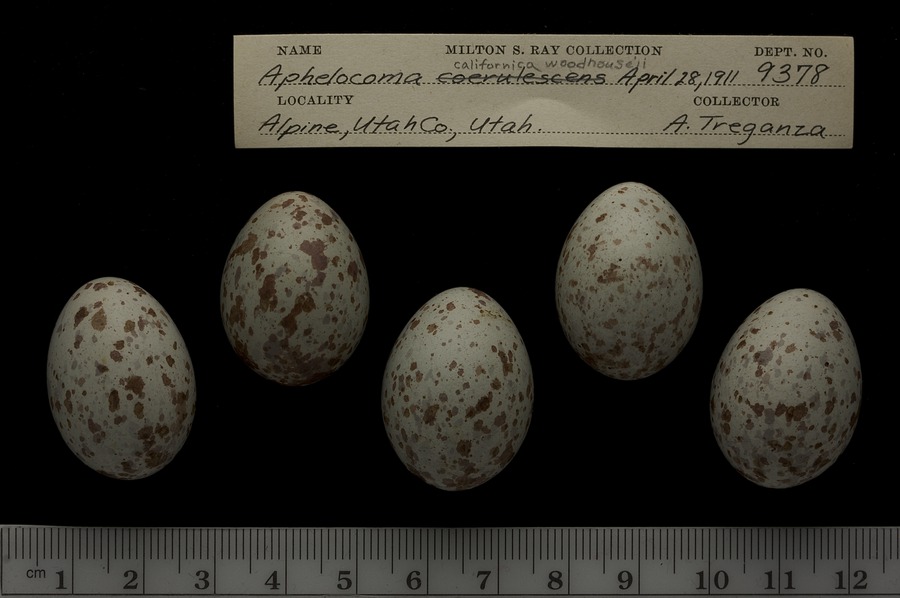 NAME MILTON S. RAY COLLECTION DEPT. NO.
californica woodhouseii
Aphelocoma coerulescens April 28, 1911 9378
LOCALITY COLLECTOR
Alpine, Utah Co., Utah. A. Treganza
cm 1 2 3 4 5 6 7 8 9 10 11 12